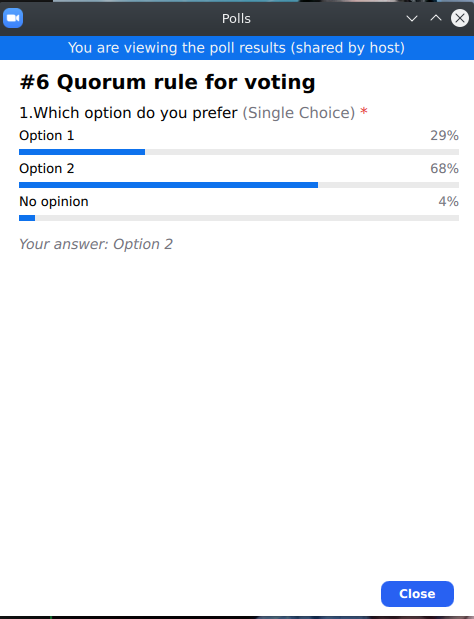 Polls
You are viewing the poll results (shared by host)
#6 Quorum rule for voting
1.Which option do you prefer (Single Choice) *
Option 1 29%
Option 2 68%
No opinion 4%
Your answer: Option 2
Close